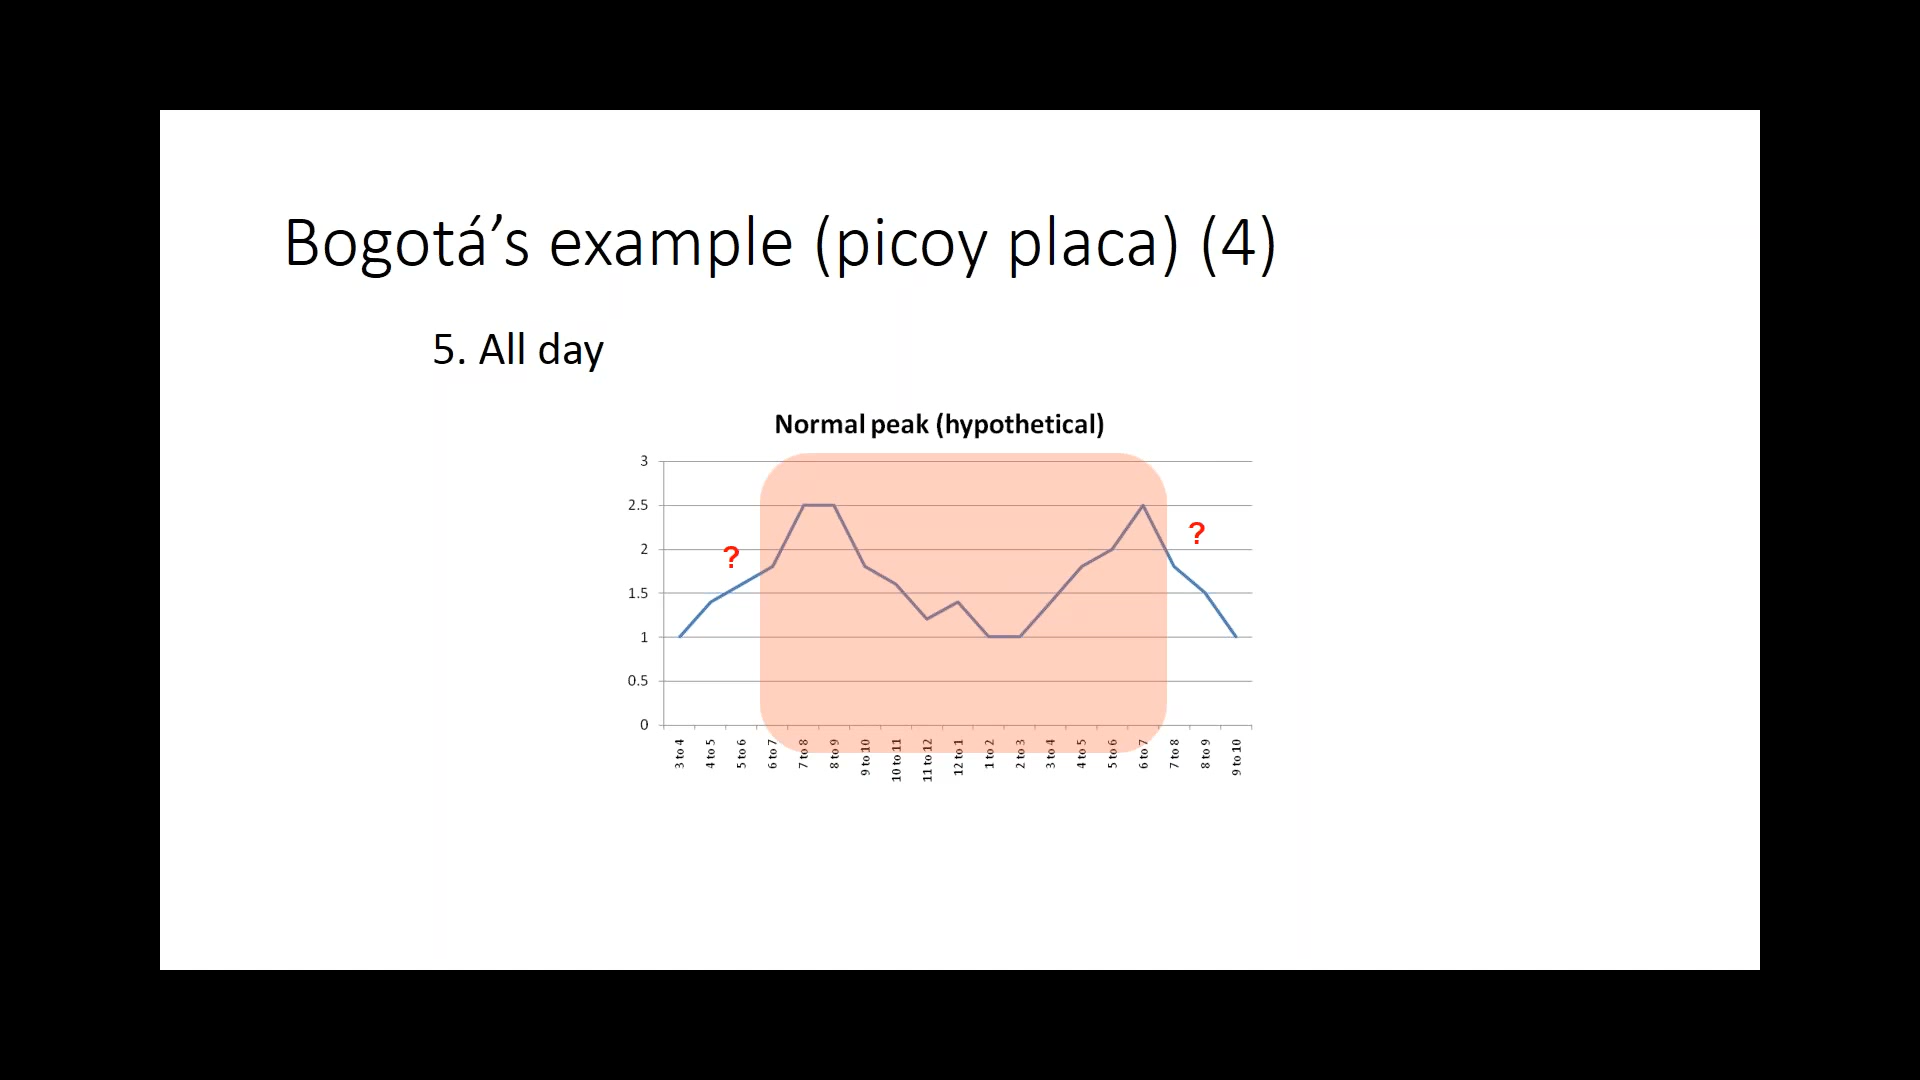 Bogotá’s example (picoy placa) (4)
5. All day
Normal peak (hypothetical)
3
2.5
2
1.5
1
0.5
0
?
?
3 to 4
4 to 5
5 to 6
6 to 7
7 to 8
8 to 9
9 to 10
10 to 11
11 to 12
12 to 1
1 to 2
2 to 3
3 to 4
4 to 5
5 to 6
6 to 7
7 to 8
8 to 9
9 to 10